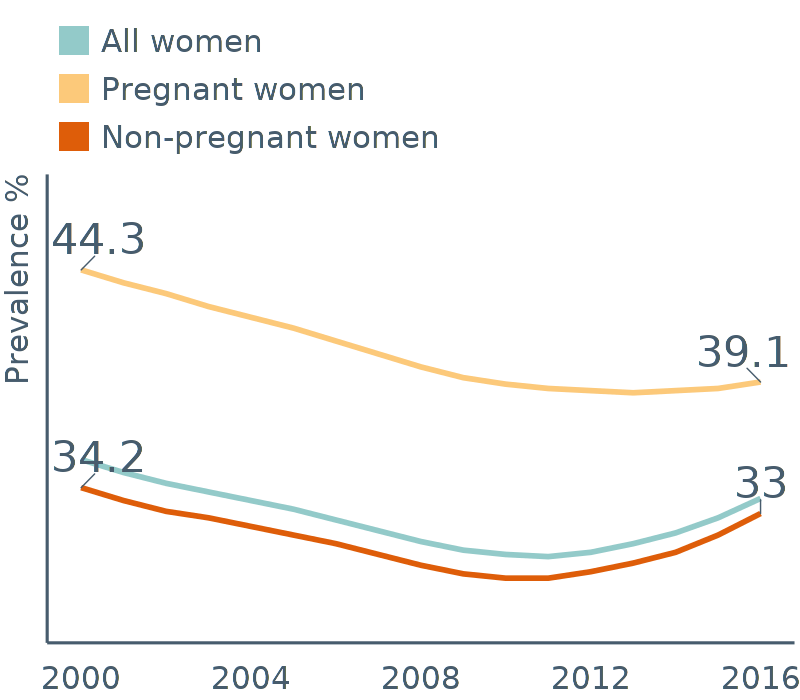 All women
Pregnant women
Non-pregnant women
Prevalence %
44.3
39.1
34.2
33
2000 2004 2008 2012 2016